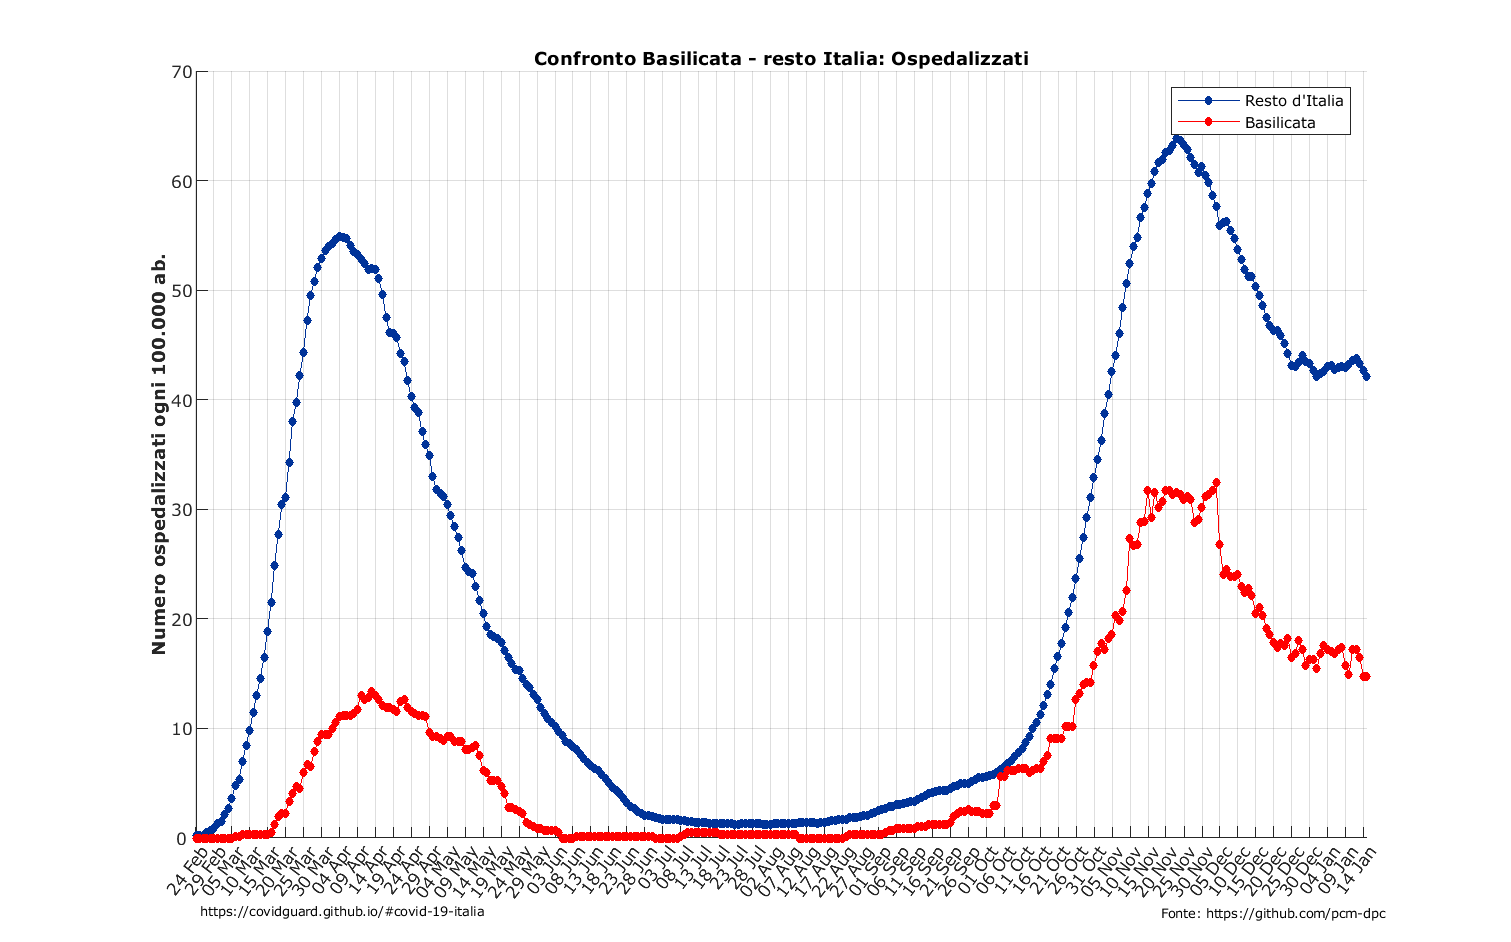 Confronto Basilicata - resto Italia: Ospedalizzati
Resto d'Italia
Basilicata
Numero ospedalizzati ogni 100.000 ab.
70
60
50
40
30
20
10
0
24 Feb
29 Feb
05 Mar
10 Mar
15 Mar
20 Mar
25 Mar
30 Mar
04 Apr
09 Apr
14 Apr
19 Apr
24 Apr
29 Apr
04 May
09 May
14 May
19 May
24 May
29 May
03 Jun
08 Jun
13 Jun
18 Jun
23 Jun
28 Jun
03 Jul
08 Jul
13 Jul
18 Jul
23 Jul
28 Jul
02 Aug
07 Aug
12 Aug
17 Aug
22 Aug
27 Aug
01 Sep
06 Sep
11 Sep
16 Sep
21 Sep
26 Sep
01 Oct
06 Oct
11 Oct
16 Oct
21 Oct
26 Oct
31 Oct
05 Nov
10 Nov
15 Nov
20 Nov
25 Nov
30 Nov
05 Dec
10 Dec
15 Dec
20 Dec
25 Dec
30 Dec
04 Jan
09 Jan
14 Jan
https://covidguard.github.io/#covid-19-italia
Fonte: https://github.com/pcm-dpc